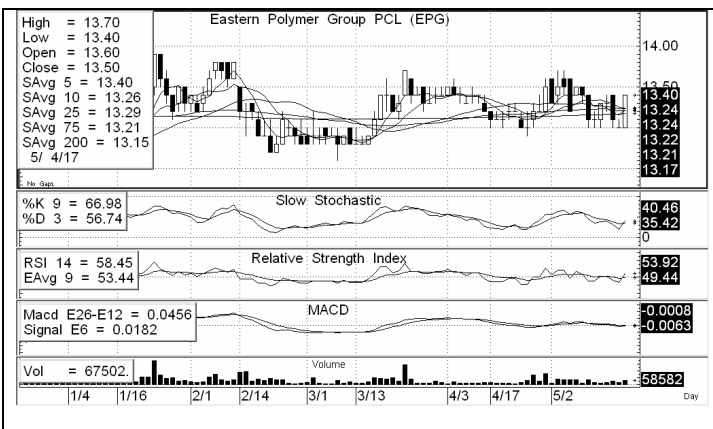 Eastern Polymer Group PCL (EPG)
High = 13.70
Low = 13.40
Open = 13.60
Close = 13.50
SAvg 5 = 13.40
SAvg 10 = 13.26
SAvg 25 = 13.29
SAvg 75 = 13.21
SAvg 200 = 13.15
5/ 4/17
No Gaps
14.00
13.50
13.40
13.24
13.24
13.22
13.21
13.17
Slow Stochastic
%K 9 = 66.98
%D 3 = 56.74
40.46
35.42
0
Relative Strength Index
RSI 14 = 58.45
EAvg 9 = 53.44
53.92
49.44
MACD
Macd E26-E12 = 0.0456
Signal E6 = 0.0182
-0.0008
-0.0063
Volume
Vol = 67502.
58582
1/4 1/16 2/1 2/14 3/1 3/13 4/3 4/17 5/2 Day